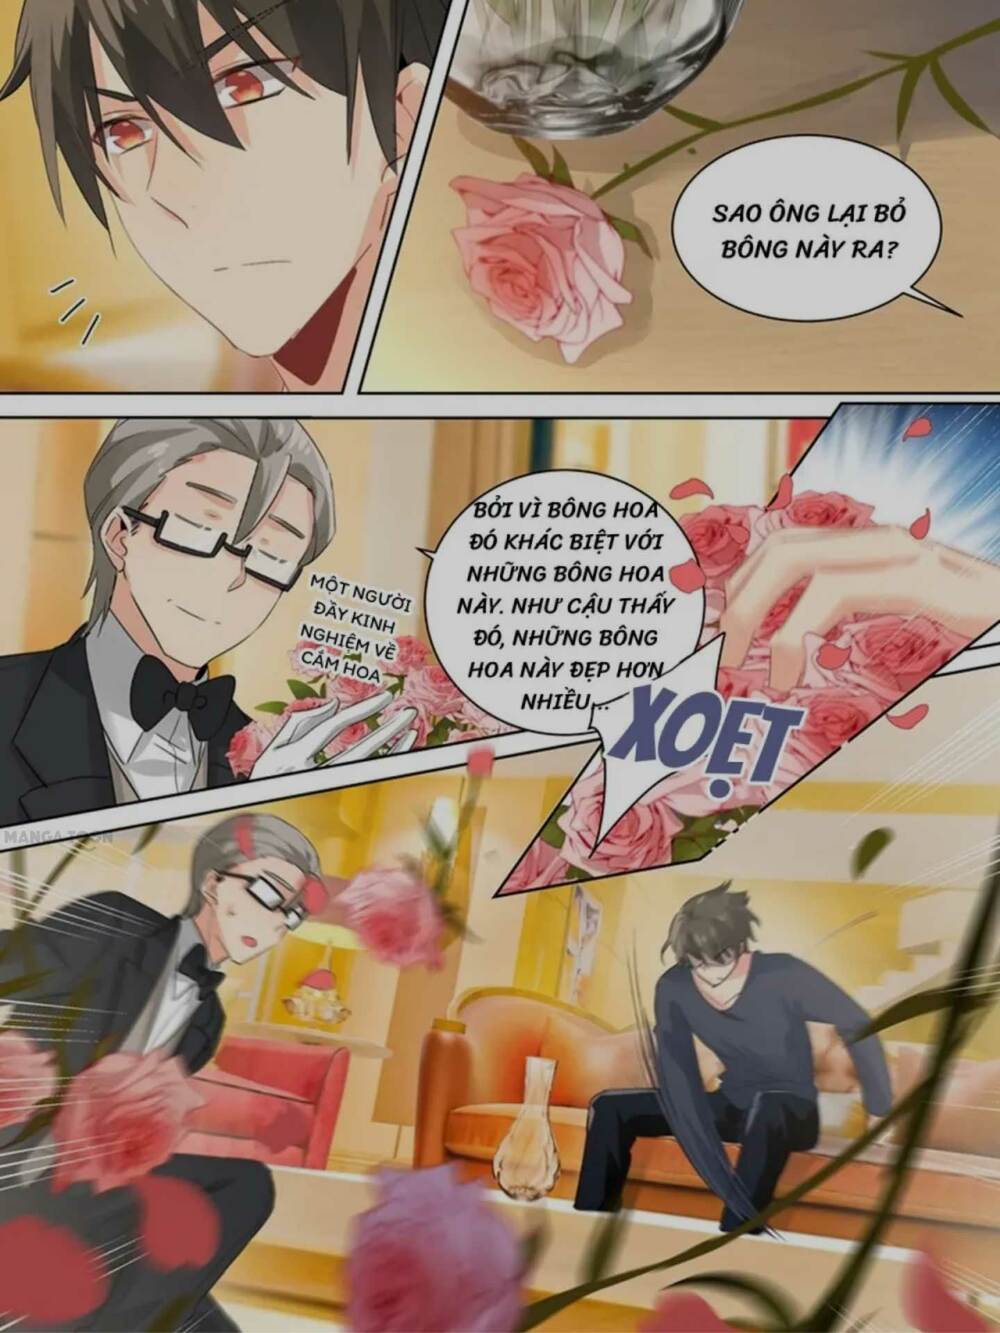 SAO ÔNG LẠI BỎ
BÔNG NÀY RA?
BỞI VÌ BÔNG HOA
ĐÓ KHÁC BIỆT VỚI
NHỮNG BÔNG HOA
NÀY. NHƯ CẬU THẤY
ĐÓ, NHỮNG BÔNG
HOA NÀY ĐẸP HƠN
NHIỀU...
MỘT NGƯỜI
ĐẦY KINH
NGHIỆM VỀ
CẮM HOA
XOẸT
MANGA TOON